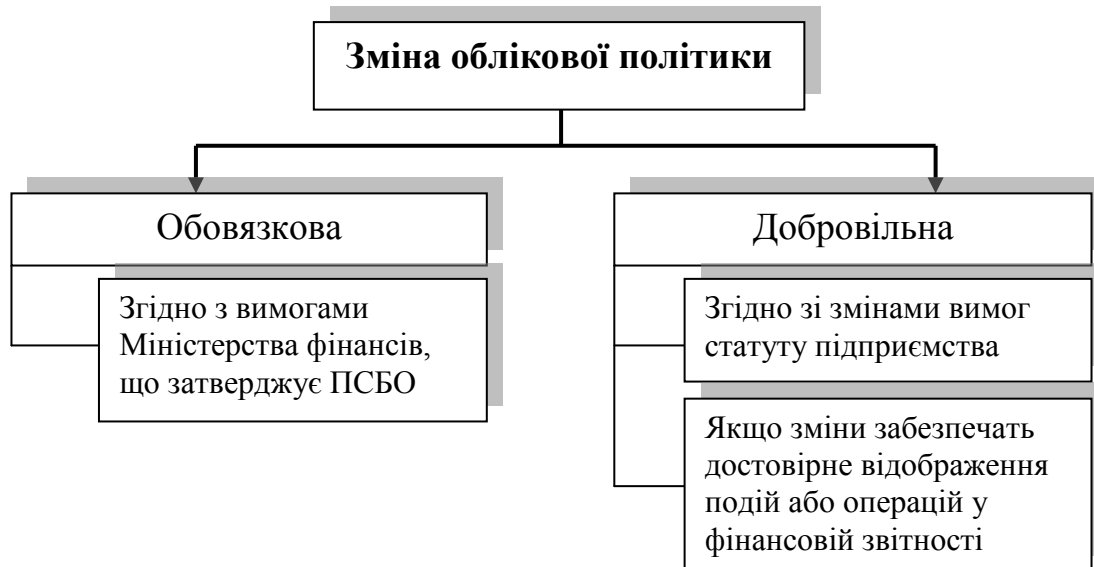 Зміна облікової політики
Обовязкова
Згідно з вимогами
Міністерства фінансів,
що затверджує ПСБО
Добровільна
Згідно зі змінами вимог
статуту підприємства
Якщо зміни забезпечать
достовірне відображення
подій або операцій у
фінансовій звітності